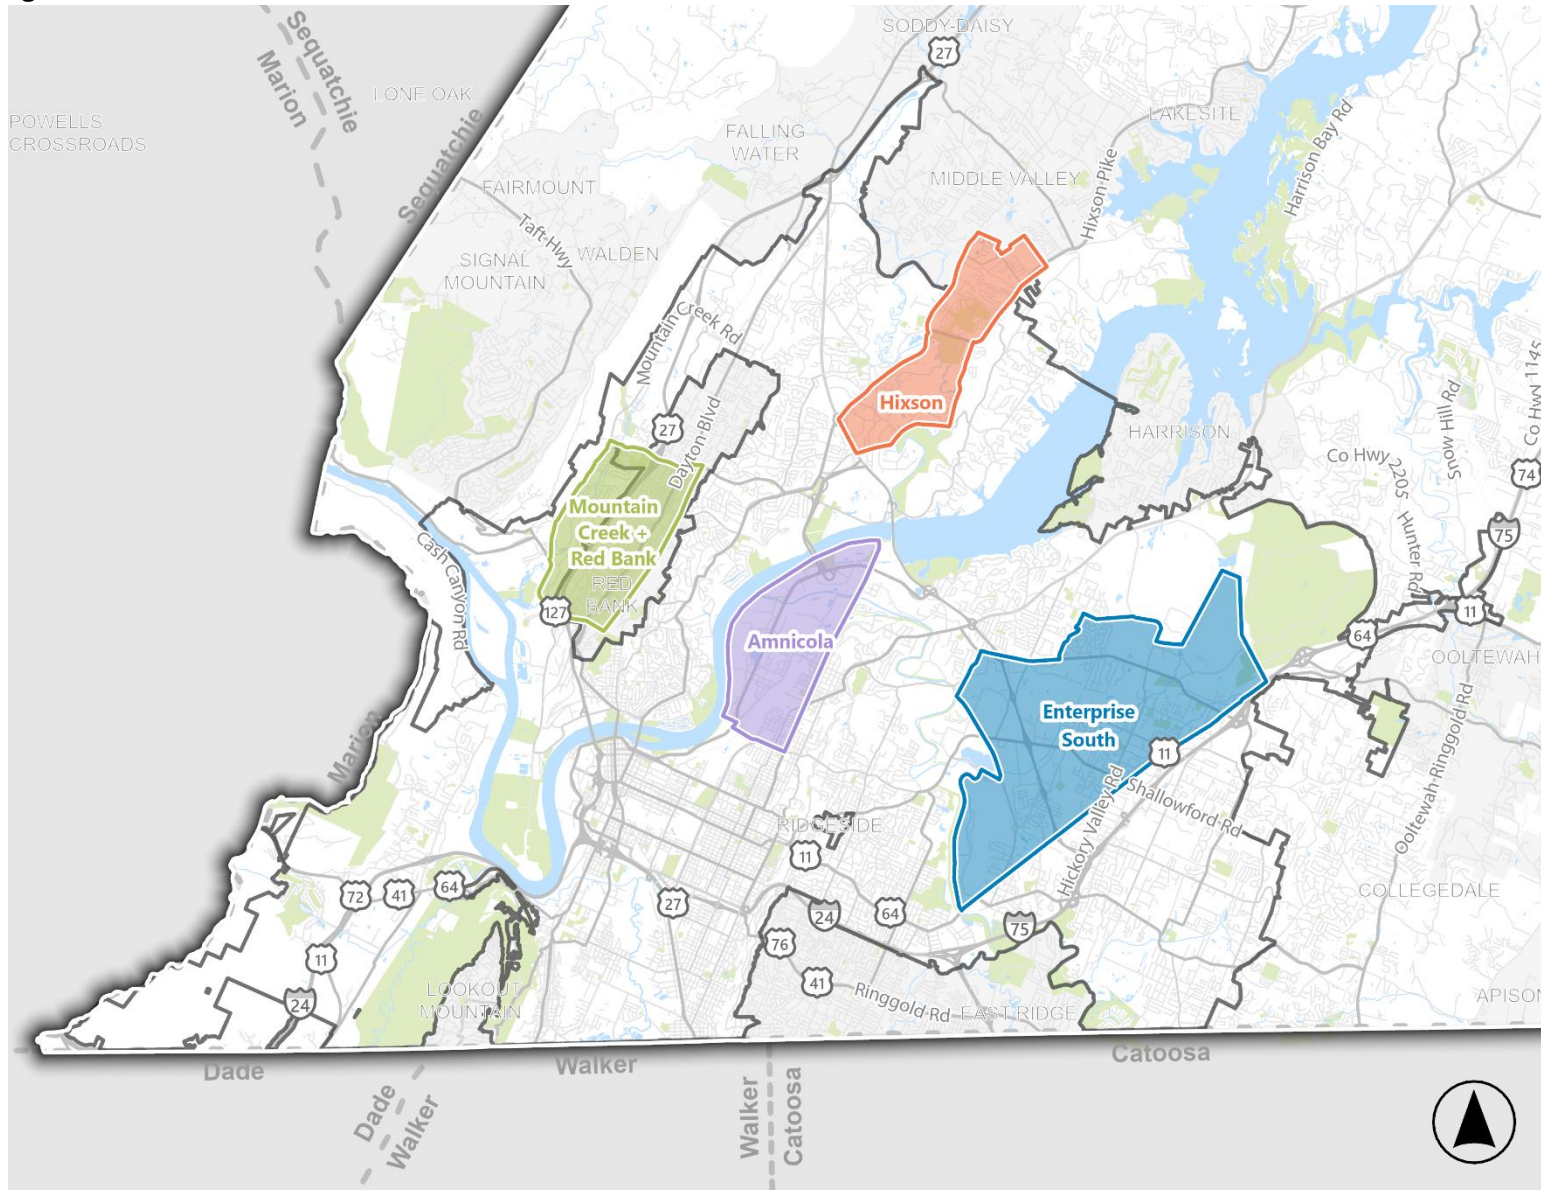 SODDY-DAISY
27
Sequatchie
Marion
LONE OAK
POWELLS
CROSSROADS
Sequatchie
FALLING
WATER
LAKESITE
Harrison Bay Rd
MIDDLE VALLEY
Hixson Pike
FAIRMOUNT
Taft Hwy
WALDEN
SIGNAL
MOUNTAIN
Mountain Creek Rd
Hixson
27
Dayton Blvd
HARRISON
Co Hwy 2205
Snow Hill Rd
Co Hwy 1145
74
Mountain
Creek +
Red Bank
RED
BANK
127
Cash Canyon Rd
Hunter Rd
75
11
64
OOLTEWAH
Amnicola
Enterprise
South
11
Hickory Valley Rd
Shallowford Rd
Ooltewah-Ringgold Rd
Marion
RIDGESIDE
11
COLLEGEDALE
72
41
64
27
24
64
75
76
41
11
24
LOOKOUT
MOUNTAIN
Ringgold Rd
EAST RIDGE
APISON
Dade
Walker
Catoosa
Dade
Walker
Walker
Catoosa